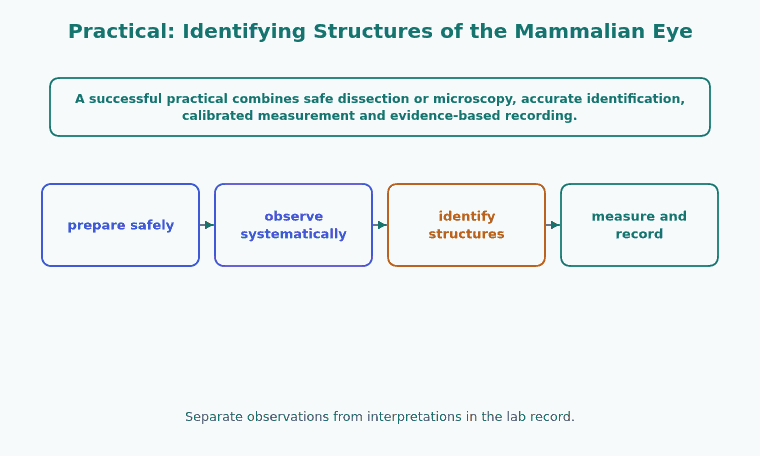 Practical: Identifying Structures of the Mammalian Eye
A successful practical combines safe dissection or microscopy, accurate identification,
calibrated measurement and evidence-based recording.
prepare safely
observe
systematically
identify
structures
measure and
record
Separate observations from interpretations in the lab record.